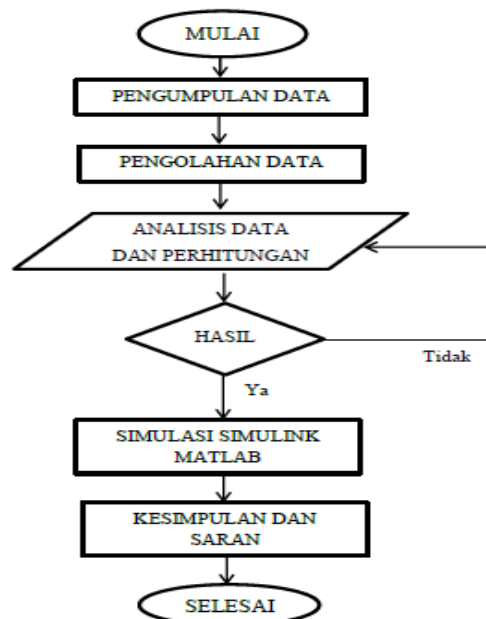 MULAI
PENGUMPULAN DATA
PENGOLAHAN DATA
ANALISIS DATA
DAN PERHITUNGAN
HASIL
Tidak
Ya
SIMULASI SIMULINK
MATLAB
KESIMPULAN DAN
SARAN
SELESAI